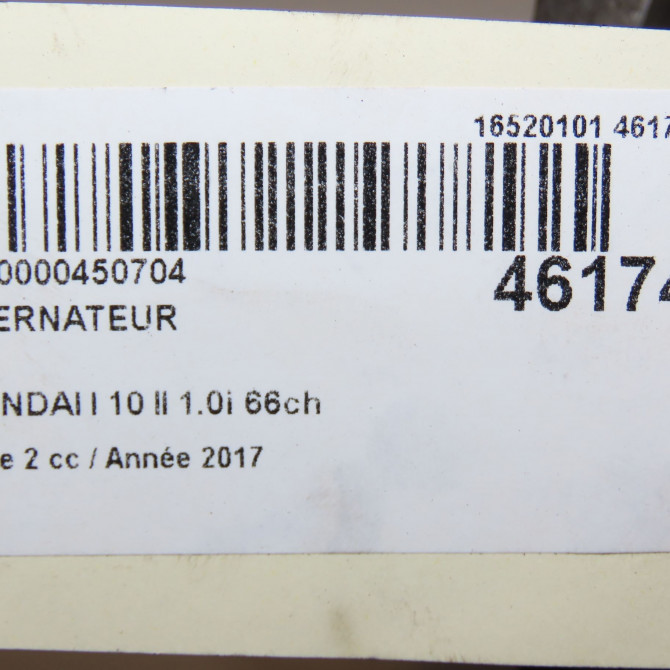 16520101 4617
0000450704
46174
ERNATEUR
NDAI I 10 II 1.0i 66ch
e 2 cc / Année 2017